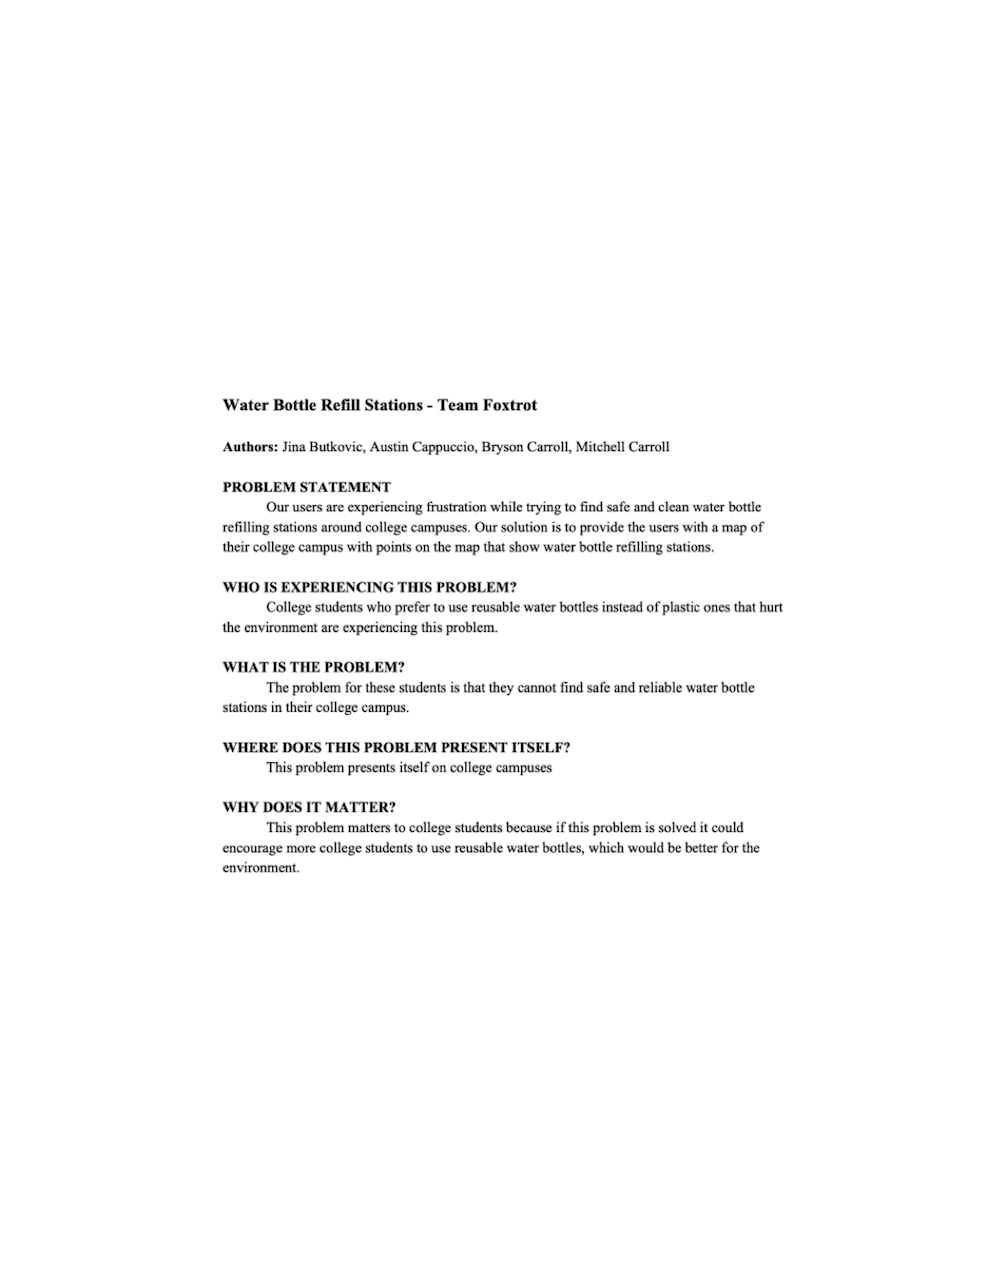 Water Bottle Refill Stations - Team Foxtrot
Authors: Jina Butkovic, Austin Cappuccio, Bryson Carroll, Mitchell Carroll
PROBLEM STATEMENT
Our users are experiencing frustration while trying to find safe and clean water bottle
refilling stations around college campuses. Our solution is to provide the users with a map of
their college campus with points on the map that show water bottle refilling stations.
WHO IS EXPERIENCING THIS PROBLEM?
College students who prefer to use reusable water bottles instead of plastic ones that hurt
the environment are experiencing this problem.
WHAT IS THE PROBLEM?
The problem for these students is that they cannot find safe and reliable water bottle
stations in their college campus.
WHERE DOES THIS PROBLEM PRESENT ITSELF?
This problem presents itself on college campuses
WHY DOES IT MATTER?
This problem matters to college students because if this problem is solved it could
encourage more college students to use reusable water bottles, which would be better for the
environment.